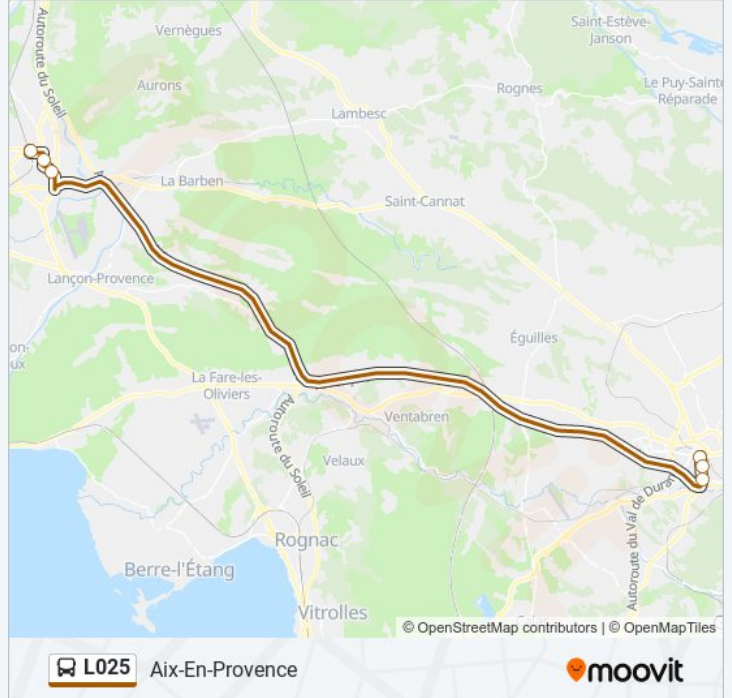 Autoroute du Soleil
Vernègues
Saint-Estève-
Janson
Aurons
Rognes
Le Puy-Sainte
Réparade
Lambesc
La Barben
Saint-Cannat
Lançon-Provence
Éguilles
La Fare-les-
Oliviers
Ventabren
Autoroute du Soleil
Velaux
Autoroute du Val de Duran
Rognac
Berre-l'Étang
Vitrolles
© OpenStreetMap contributors | © OpenMapTiles
L025 Aix-En-Provence
moovit